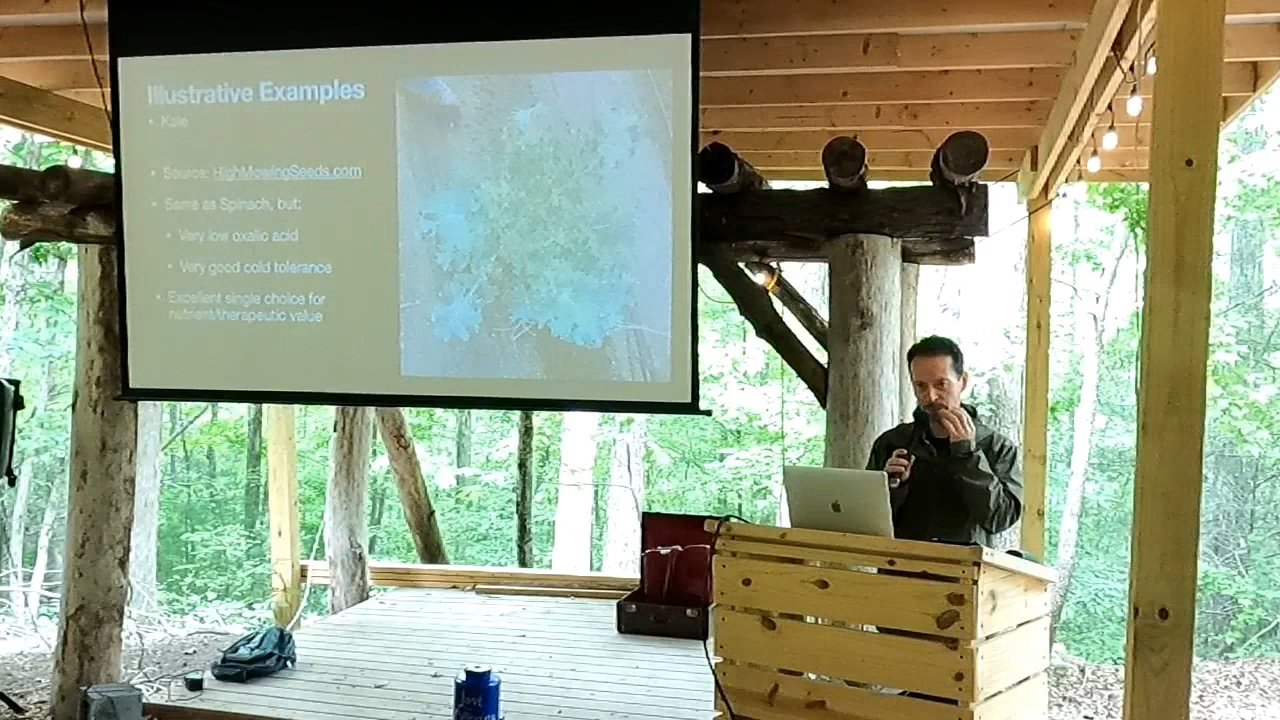 Illustrative Examples
• Kale
• Source: HighMowingSeeds.com
• Same as Spinach, but:
• Very low oxalic acid
• Very good cold tolerance
• Excellent single choice for
nutrient/therapeutic value